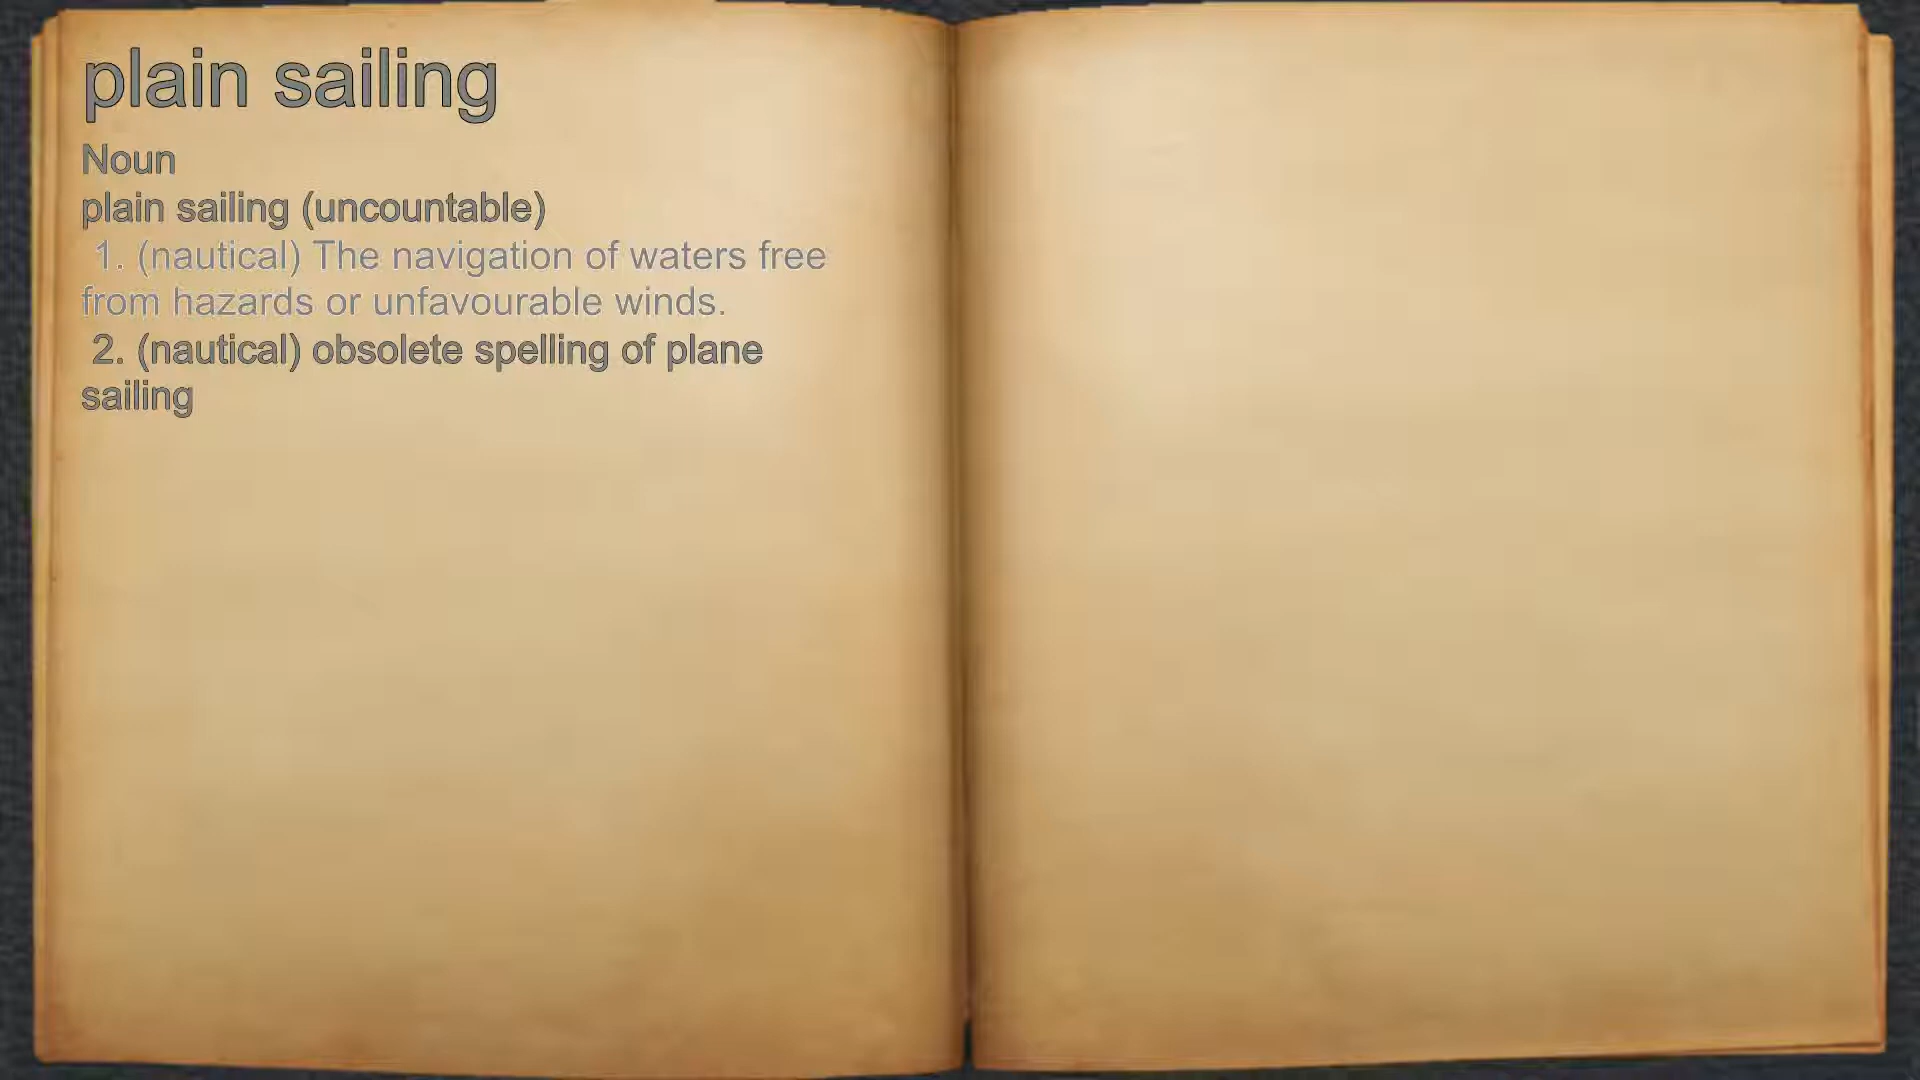 plain sailing
Noun
plain sailing (uncountable)
1. (nautical) The navigation of waters free
from hazards or unfavourable winds.
2. (nautical) obsolete spelling of plane
sailing